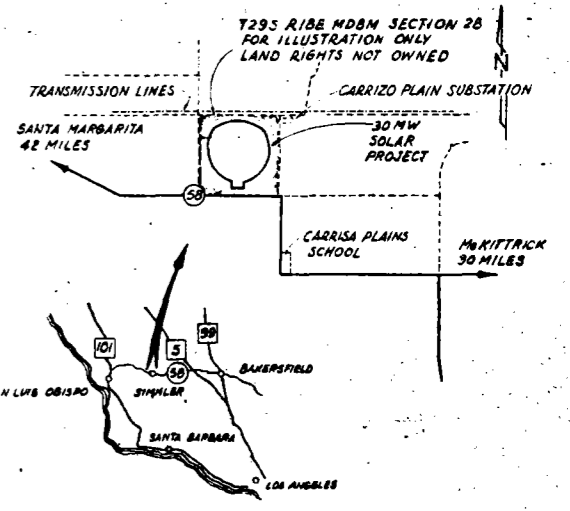 T29S R18E MDBM SECTION 28
FOR ILLUSTRATION ONLY
LAND RIGHTS NOT OWNED
N
TRANSMISSION LINES
CARRIZO PLAIN SUBSTATION
SANTA MARGARITA
42 MILES
30 MW
SOLAR
PROJECT
58
CARRISA PLAINS
SCHOOL
McKITTRICK
30 MILES
101
5
99
58
BAKERSFIELD
N LUIS OBISPO
SIMMLER
SANTA BARBARA
LOS ANGELES